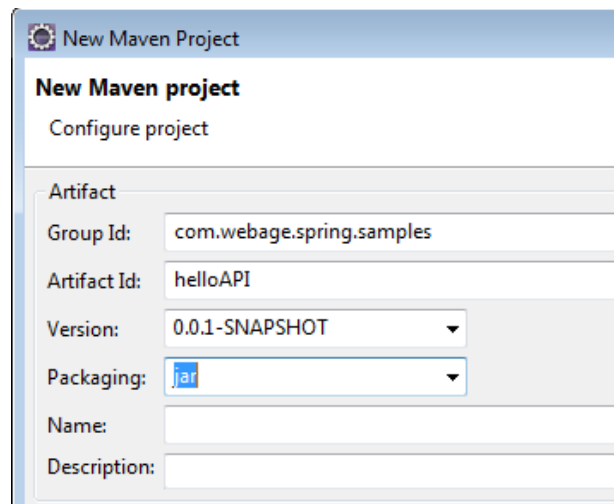 New Maven Project
New Maven project
Configure project
Artifact
Group Id: com.webage.spring.samples
Artifact Id: helloAPI
Version: 0.0.1-SNAPSHOT
Packaging: jar
Name:
Description: